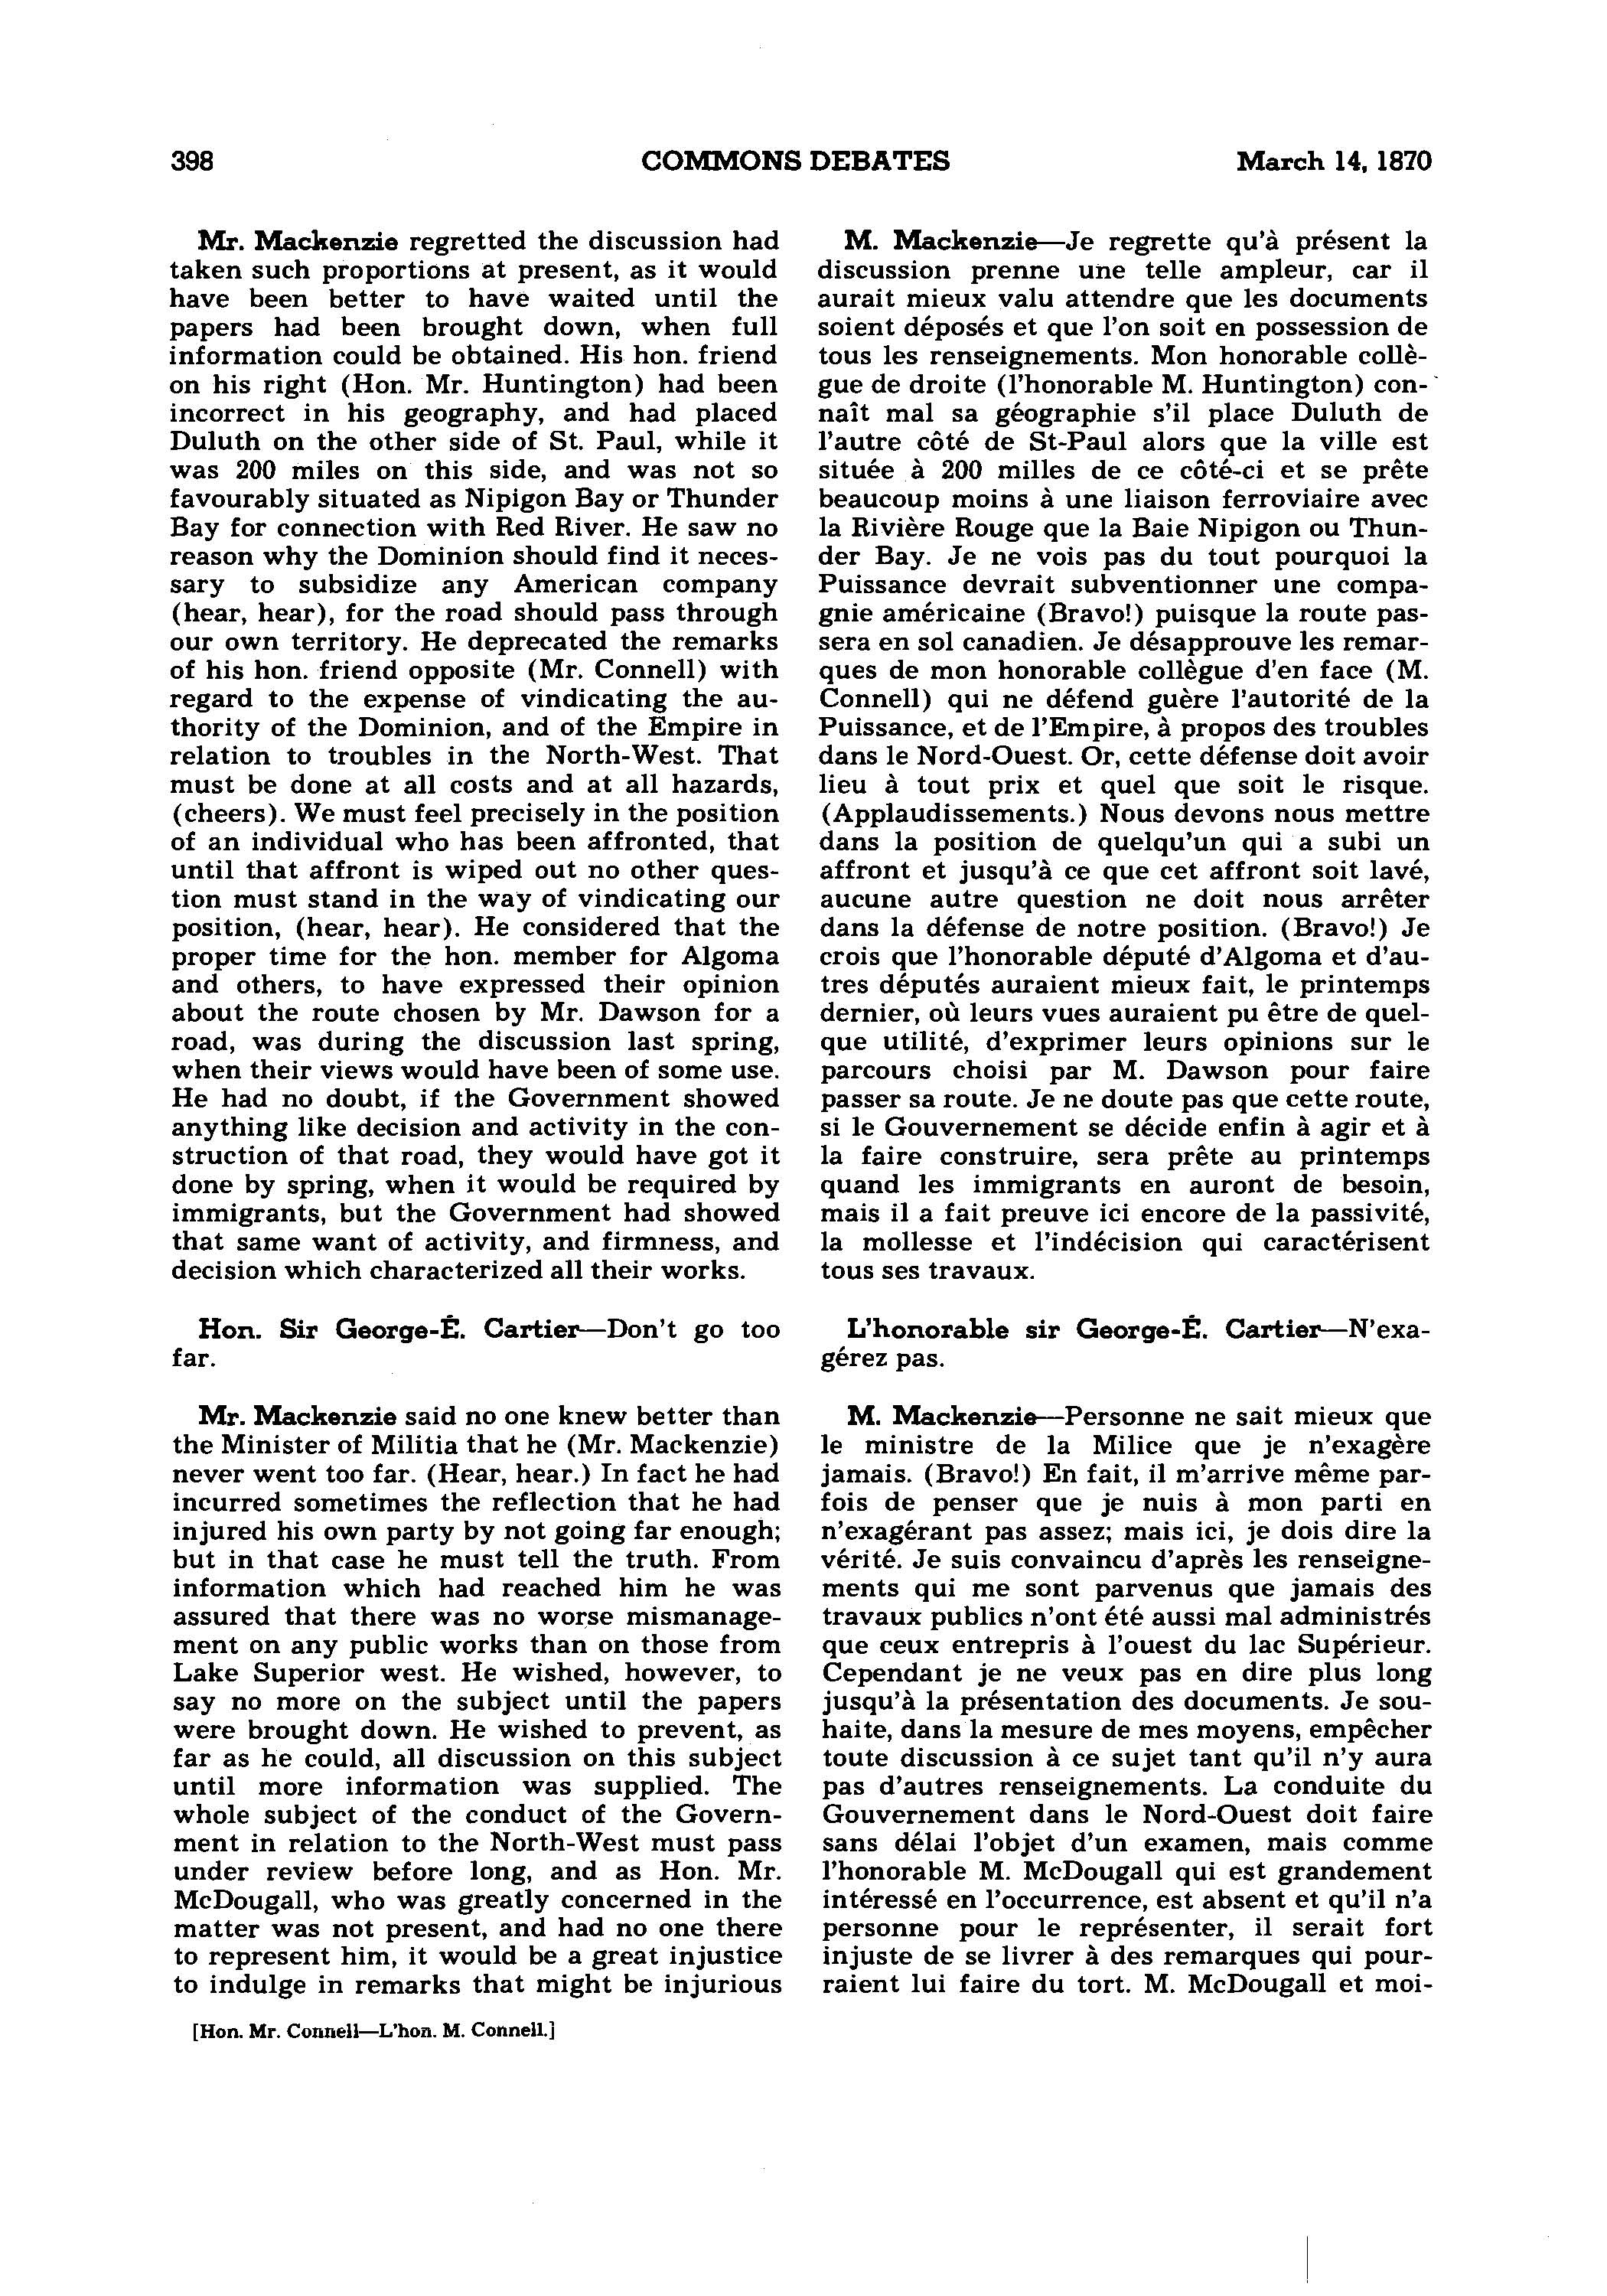 398 COMMONS DEBATES March 14, 1870
Mr. Mackenzie regretted the discussion had
taken such proportions at present, as it would
have been better to have waited until the
papers had been brought down, when full
information could be obtained. His hon. friend
on his right (Hon. Mr. Huntington) had been
incorrect in his geography, and had placed
Duluth on the other side of St. Paul, while it
was 200 miles on this side, and was not so
favourably situated as Nipigon Bay or Thunder
Bay for connection with Red River. He saw no
reason why the Dominion should find it neces-
sary to subsidize any American company
(hear, hear), for the road should pass through
our own territory. He deprecated the remarks
of his hon. friend opposite (Mr. Connell) with
regard to the expense of vindicating the au-
thority of the Dominion, and of the Empire in
relation to troubles in the North-West. That
must be done at all costs and at all hazards,
(cheers). We must feel precisely in the position
of an individual who has been affronted, that
until that affront is wiped out no other ques-
tion must stand in the way of vindicating our
position, (hear, hear). He considered that the
proper time for the hon. member for Algoma
and others, to have expressed their opinion
about the route chosen by Mr. Dawson for a
road, was during the discussion last spring,
when their views would have been of some use.
He had no doubt, if the Government showed
anything like decision and activity in the con-
struction of that road, they would have got it
done by spring, when it would be required by
immigrants, but the Government had showed
that same want of activity, and firmness, and
decision which characterized all their works.
Hon. Sir George-É. Cartier—Don't go too
far.
Mr. Mackenzie said no one knew better than
the Minister of Militia that he (Mr. Mackenzie)
never went too far. (Hear, hear.) In fact he had
incurred sometimes the reflection that he had
injured his own party by not going far enough;
but in that case he must tell the truth. From
information which had reached him he was
assured that there was no worse mismanage-
ment on any public works than on those from
Lake Superior west. He wished, however, to
say no more on the subject until the papers
were brought down. He wished to prevent, as
far as he could, all discussion on this subject
until more information was supplied. The
whole subject of the conduct of the Govern-
ment in relation to the North-West must pass
under review before long, and as Hon. Mr.
McDougall, who was greatly concerned in the
matter was not present, and had no one there
to represent him, it would be a great injustice
to indulge in remarks that might be injurious
M. Mackenzie—Je regrette qu'à présent la
discussion prenne une telle ampleur, car il
aurait mieux valu attendre que les documents
soient déposés et que l'on soit en possession de
tous les renseignements. Mon honorable collè-
gue de droite (l'honorable M. Huntington) con-
naît mal sa géographie s'il place Duluth de
l'autre côté de St-Paul alors que la ville est
située à 200 milles de ce côté-ci et se prête
beaucoup moins à une liaison ferroviaire avec
la Rivière Rouge que la Baie Nipigon ou Thun-
der Bay. Je ne vois pas du tout pourquoi la
Puissance devrait subventionner une compa-
gnie américaine (Bravo!) puisque la route pas-
sera en sol canadien. Je désapprouve les remar-
ques de mon honorable collègue d'en face (M.
Connell) qui ne défend guère l'autorité de la
Puissance, et de l'Empire, à propos des troubles
dans le Nord-Ouest. Or, cette défense doit avoir
lieu à tout prix et quel que soit le risque.
(Applaudissements.) Nous devons nous mettre
dans la position de quelqu'un qui a subi un
affront et jusqu'à ce que cet affront soit lavé,
aucune autre question ne doit nous arrêter
dans la défense de notre position. (Bravo!) Je
crois que l'honorable député d'Algoma et d'au-
tres députés auraient mieux fait, le printemps
dernier, où leurs vues auraient pu être de quel-
que utilité, d'exprimer leurs opinions sur le
parcours choisi par M. Dawson pour faire
passer sa route. Je ne doute pas que cette route,
si le Gouvernement se décide enfin à agir et à
la faire construire, sera prête au printemps
quand les immigrants en auront de besoin,
mais il a fait preuve ici encore de la passivité,
la mollesse et l'indécision qui caractérisent
tous ses travaux.
L'honorable sir George-É. Cartier—N'exa-
gérez pas.
M. Mackenzie—Personne ne sait mieux que
le ministre de la Milice que je n'exagère
jamais. (Bravo!) En fait, il m'arrive même par-
fois de penser que je nuis à mon parti en
n'exagérant pas assez; mais ici, je dois dire la
vérité. Je suis convaincu d'après les renseigne-
ments qui me sont parvenus que jamais des
travaux publics n'ont été aussi mal administrés
que ceux entrepris à l'ouest du lac Supérieur.
Cependant je ne veux pas en dire plus long
jusqu'à la présentation des documents. Je sou-
haite, dans la mesure de mes moyens, empêcher
toute discussion à ce sujet tant qu'il n'y aura
pas d'autres renseignements. La conduite du
Gouvernement dans le Nord-Ouest doit faire
sans délai l'objet d'un examen, mais comme
l'honorable M. McDougall qui est grandement
intéressé en l'occurrence, est absent et qu'il n'a
personne pour le représenter, il serait fort
injuste de se livrer à des remarques qui pour-
raient lui faire du tort. M. McDougall et moi-
[Hon. Mr. Connell—L'hon. M. Connell.]